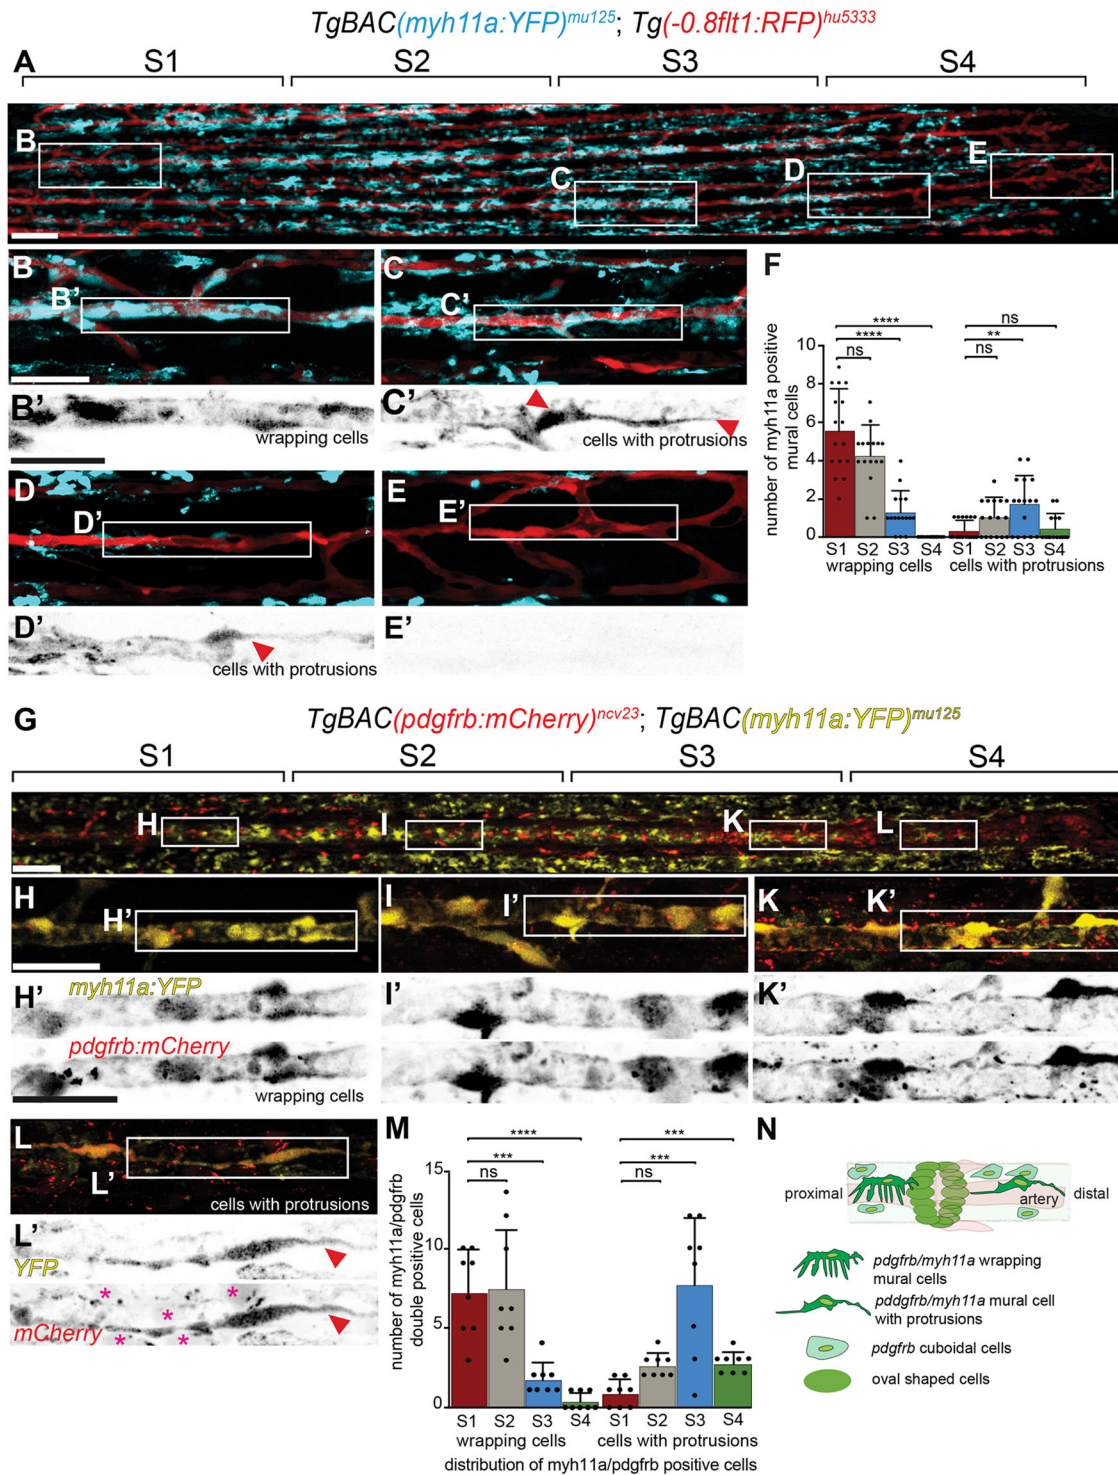 TgBAC(myh11a:YFP)mu125; Tg(-0.8flt1:RFP)hu5333
A
S1 S2 S3 S4
B
C
D
E
B
B’
C
C’
B’
wrapping cells
C’
cells with protrusions
D
D’
E
E’
D’
cells with protrusions
E’
F
number of myh11a positive
mural cells
10
8
6
4
2
0
****
****
ns
ns
**
ns
S1 S2 S3 S4 S1 S2 S3 S4
wrapping cells cells with protrusions
G
TgBAC(pdgfrb:mCherry)ncv23; TgBAC(myh11a:YFP)mu125
S1 S2 S3 S4
H
I
K
L
H
H’
I
I’
K
K’
H’
myh11a:YFP
pdgfrb:mCherry
wrapping cells
I’
K’
L
L’
cells with protrusions
L’
YFP
mCherry
* * * * *
M
number of myh11a/pdgfrb
double positive cells
15
10
5
0
****
***
ns
***
***
ns
S1 S2 S3 S4 S1 S2 S3 S4
wrapping cells cells with protrusions
distribution of myh11a/pdgfrb positive cells
N
proximal
artery
distal
pdgfrb/myh11a wrapping
mural cells
pddgfrb/myh11a mural cell
with protrusions
pdgfrb cuboidal cells
oval shaped cells